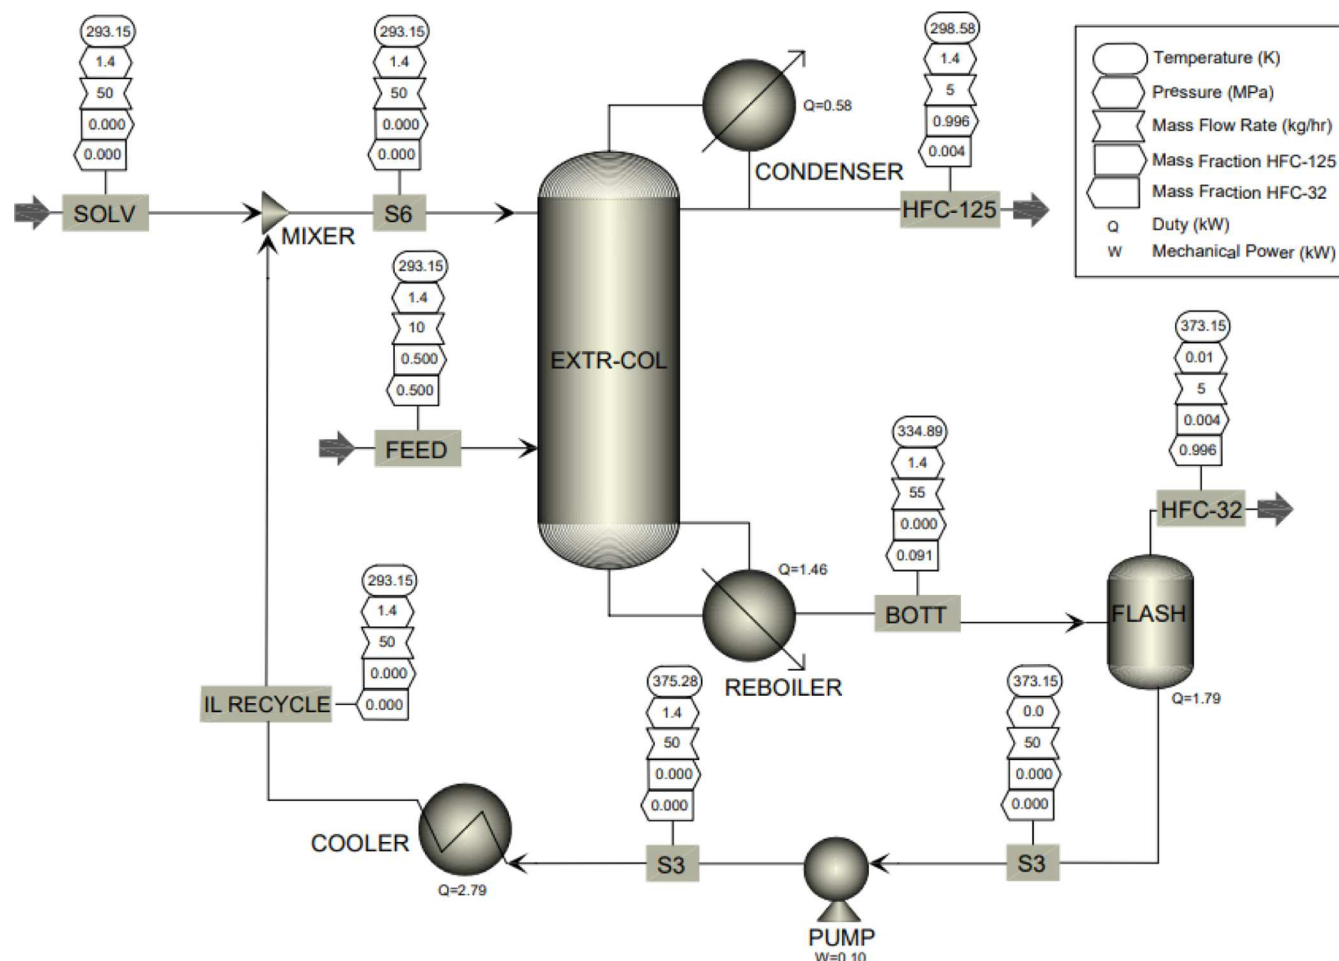 293.15
1.4
50
0.000
0.000
SOLV
293.15
1.4
50
0.000
0.000
S6
MIXER
Q=0.58
CONDENSER
298.58
1.4
5
0.996
0.004
HFC-125
Temperature (K)
Pressure (MPa)
Mass Flow Rate (kg/hr)
Mass Fraction HFC-125
Mass Fraction HFC-32
Q Duty (kW)
W Mechanical Power (kW)
293.15
1.4
10
0.500
0.500
FEED
EXTR-COL
373.15
0.01
5
0.004
0.996
HFC-32
334.89
1.4
55
0.000
0.091
BOTT
Q=1.46
REBOILER
FLASH
Q=1.79
293.15
1.4
50
0.000
0.000
IL RECYCLE
375.28
1.4
50
0.000
0.000
S3
373.15
0.0
50
0.000
0.000
S3
COOLER
Q=2.79
PUMP
W=0.10